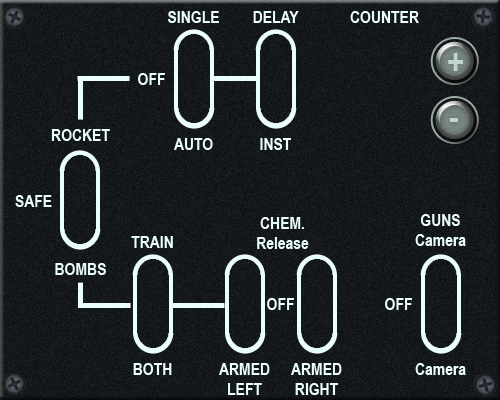 SINGLE DELAY COUNTER
OFF
+
AUTO INST
-
ROCKET
SAFE
CHEM.
Release
GUNS
Camera
TRAIN
BOMBS
OFF OFF
BOTH
ARMED
LEFT
ARMED
RIGHT
Camera